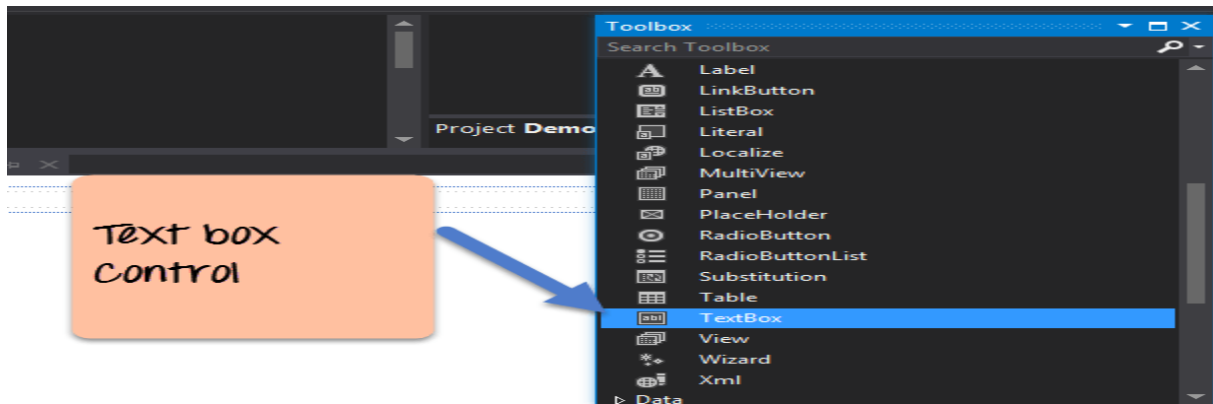 Toolbox
Search Toolbox
Label
LinkButton
ListBox
Project Demo
Literal
Localize
MultiView
Panel
PlaceHolder
Text box
Control
RadioButton
RadioButtonList
Substitution
Table
TextBox
View
Wizard
Xml
Data